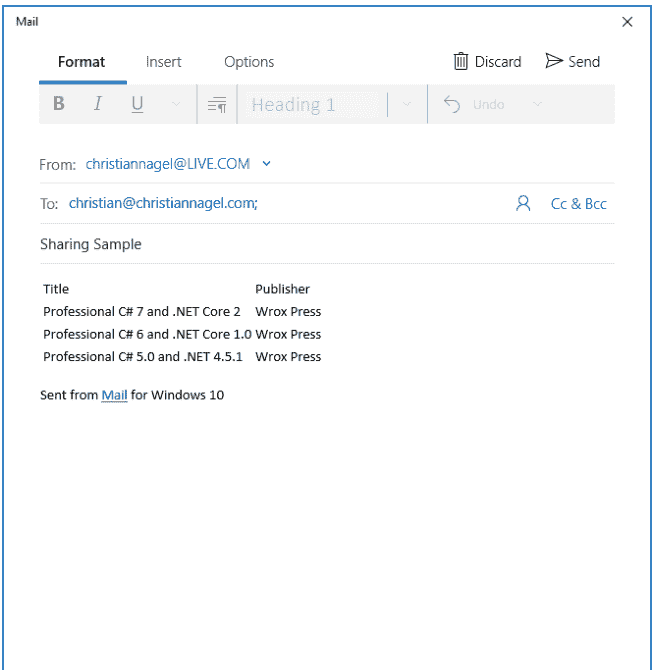 Mail
Format Insert Options Discard Send
B I U Heading 1 Undo
From: christiannagel@LIVE.COM
To: christian@christiannagel.com; Cc & Bcc
Sharing Sample
Title Publisher
Professional C# 7 and .NET Core 2 Wrox Press
Professional C# 6 and .NET Core 1.0 Wrox Press
Professional C# 5.0 and .NET 4.5.1 Wrox Press
Sent from Mail for Windows 10